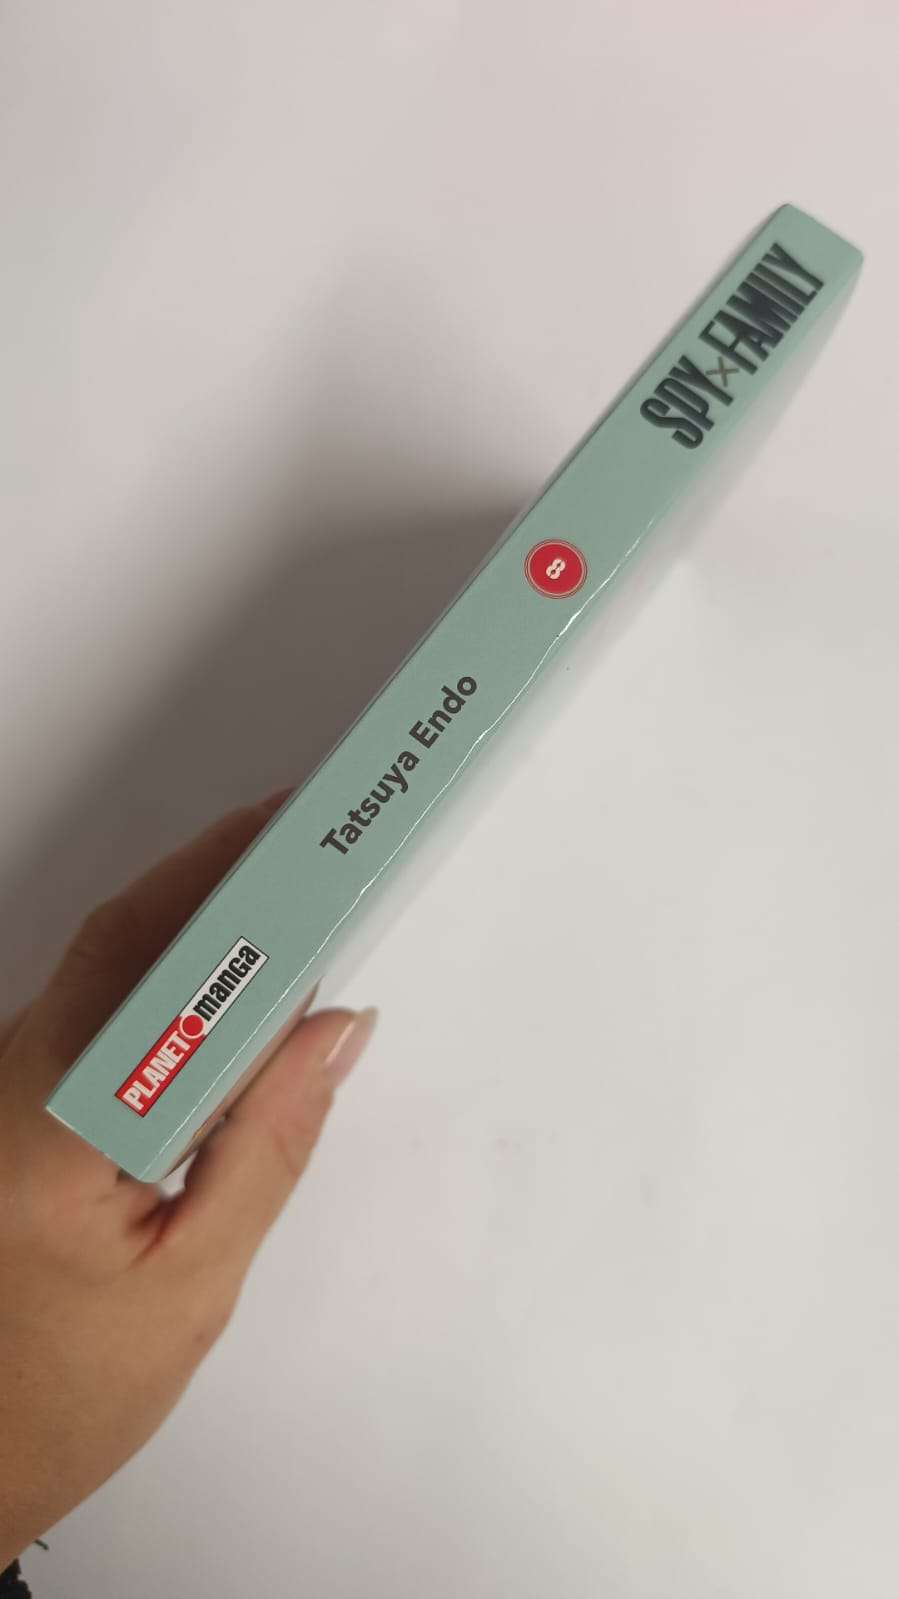 SPY×FAMILY
8
Tatsuya Endo
PLANET manga